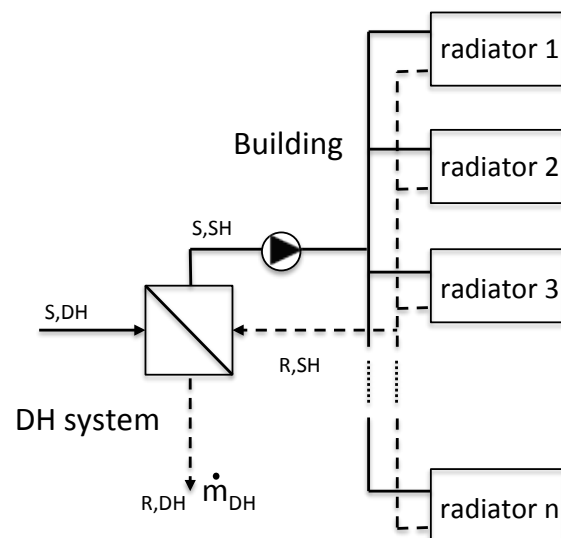 radiator 1
Building
radiator 2
S,SH
radiator 3
S,DH
R,SH
DH system
R,DH ṁDH
radiator n